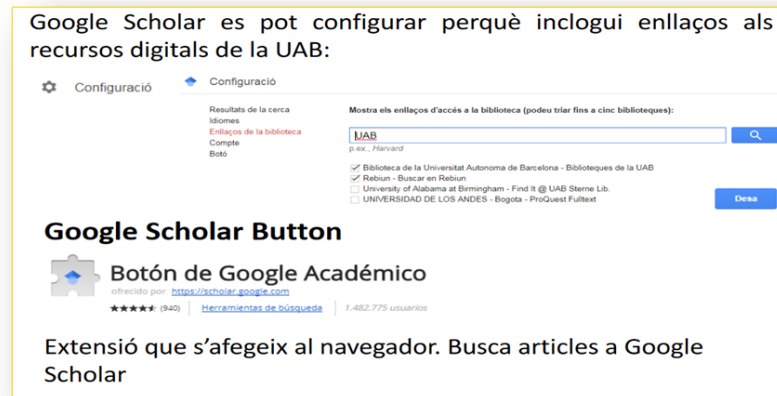 Google Scholar es pot configurar perquè inclogui enllaços als
recursos digitals de la UAB:
Configuració
Configuració
Resultats de la cerca
Idiomes
Enllaços de la biblioteca
Compte
Botó
Mostra els enllaços d'accés a la biblioteca (podeu triar fins a cinc biblioteques):
UAB
p.ex., Harvard
Biblioteca de la Universitat Autonoma de Barcelona - Biblioteques de la UAB
Rebiun - Buscar en Rebiun
University of Alabama at Birmingham - Find It @ UAB Sterne Lib.
UNIVERSIDAD DE LOS ANDES - Bogota - ProQuest Fulltext
Desa
Google Scholar Button
Botón de Google Académico
ofrecido por https://scholar.google.com
(940) Herramientas de búsqueda 1.482.775 usuarios
Extensió que s'afegeix al navegador. Busca articles a Google
Scholar